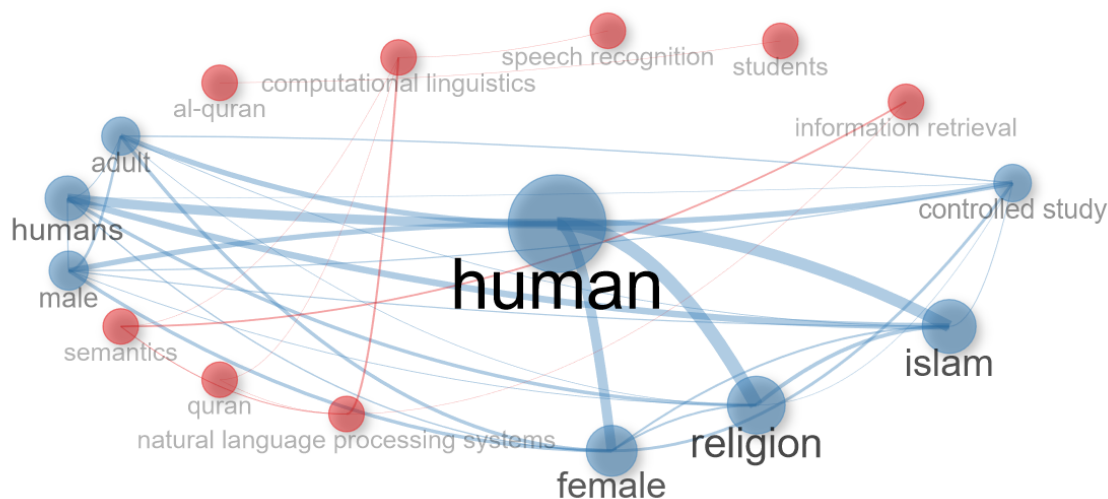 speech recognition
students
computational linguistics
al-quran
information retrieval
adult
controlled study
humans
human
male
semantics
islam
quran
natural language processing systems
religion
female